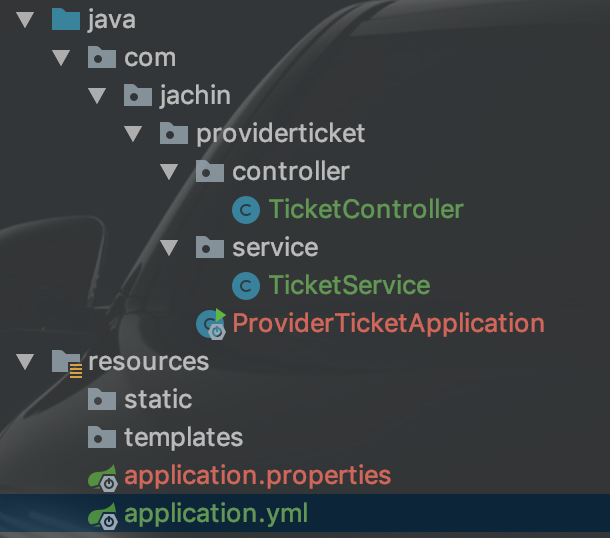 java
com
jachin
providerticket
controller
TicketController
service
TicketService
ProviderTicketApplication
resources
static
templates
application.properties
application.yml